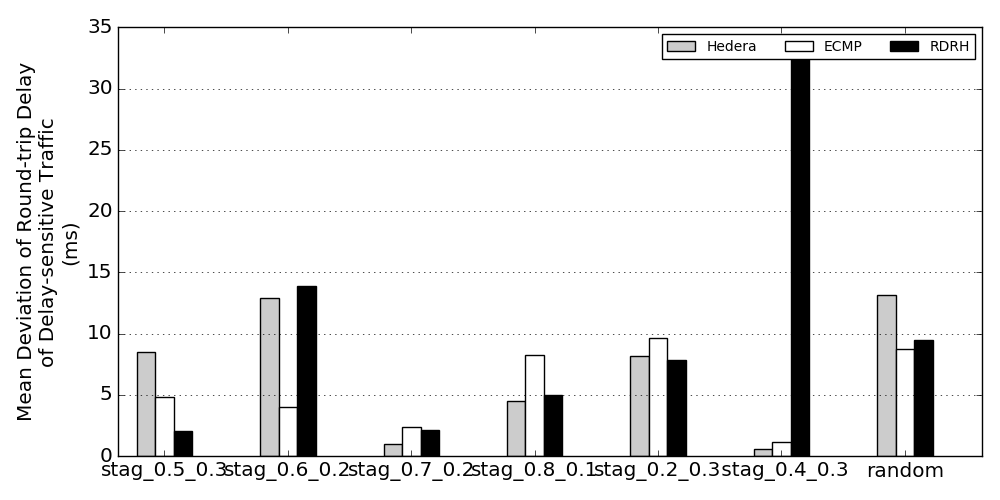 35
30
25
20
15
10
5
0
Mean Deviation of Round-trip Delay
of Delay-sensitive Traffic
(ms)
Hedera ECMP RDRH
stag_0.5_0.3 stag_0.6_0.2 stag_0.7_0.2 stag_0.8_0.1 stag_0.2_0.3 stag_0.4_0.3 random